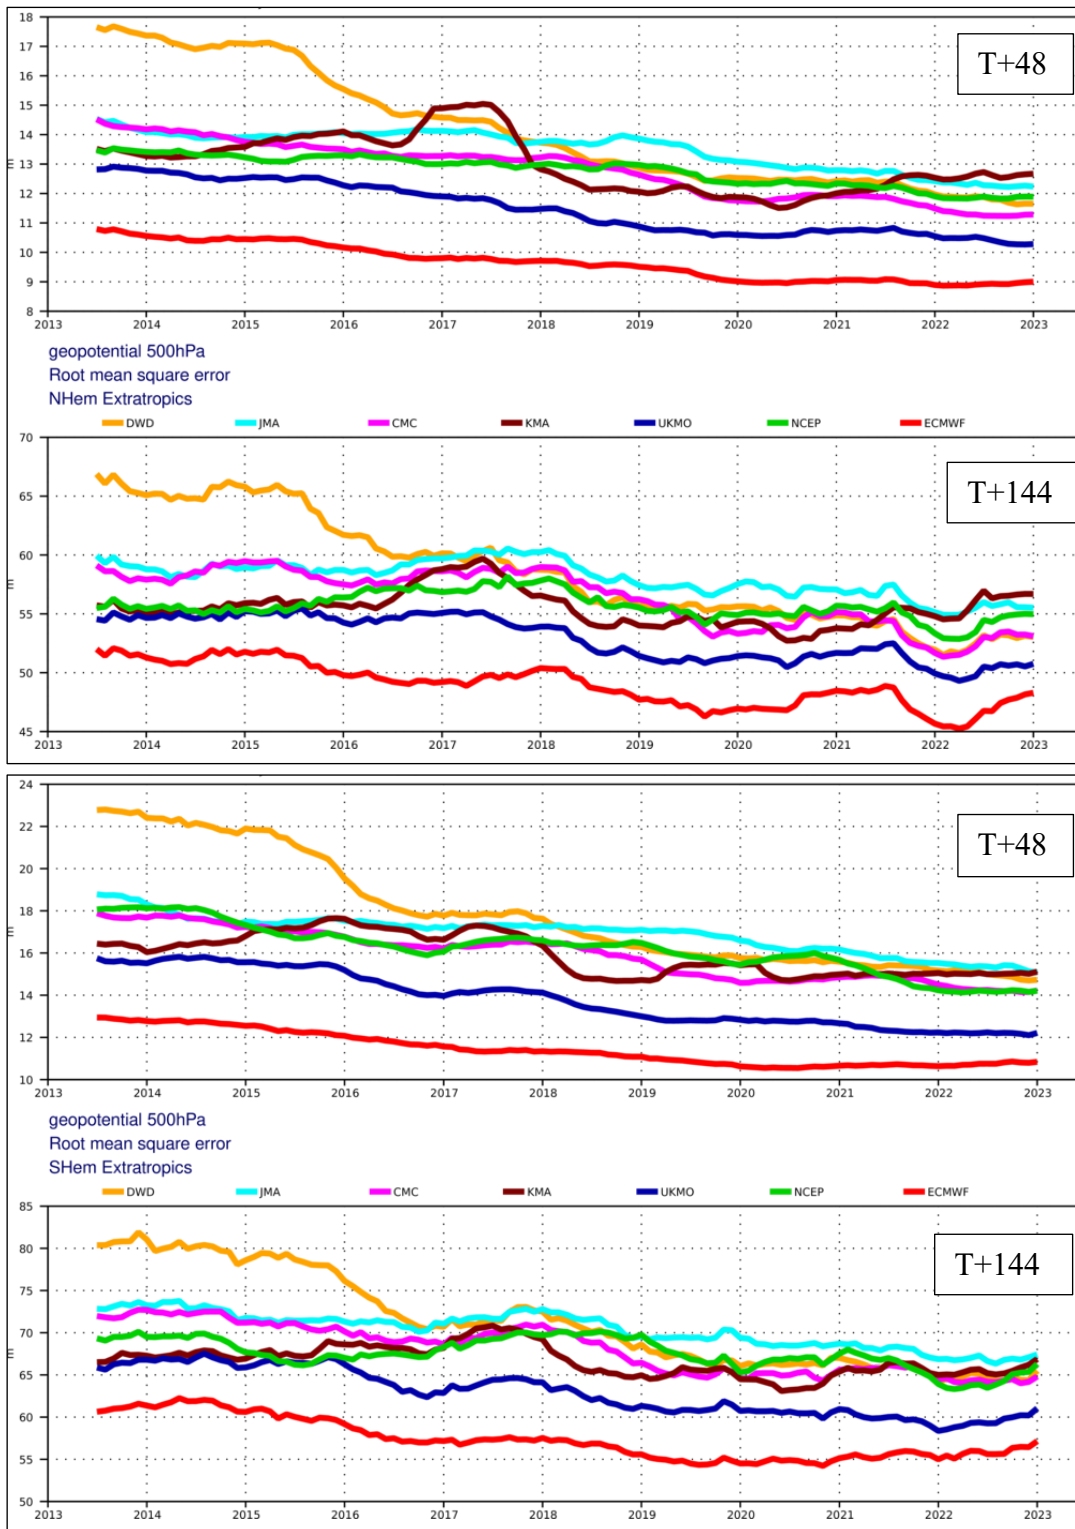 18
17
16
15
14
13
12
11
10
9
8
m
T+48
2013 2014 2015 2016 2017 2018 2019 2020 2021 2022 2023
geopotential 500hPa
Root mean square error
NHem Extratropics
DWD JMA CMC KMA UKMO NCEP ECMWF
70
65
60
55
50
45
m
T+144
2013 2014 2015 2016 2017 2018 2019 2020 2021 2022 2023
24
22
20
18
16
14
12
10
m
T+48
2013 2014 2015 2016 2017 2018 2019 2020 2021 2022 2023
geopotential 500hPa
Root mean square error
SHem Extratropics
DWD JMA CMC KMA UKMO NCEP ECMWF
85
80
75
70
65
60
55
50
m
T+144
2013 2014 2015 2016 2017 2018 2019 2020 2021 2022 2023